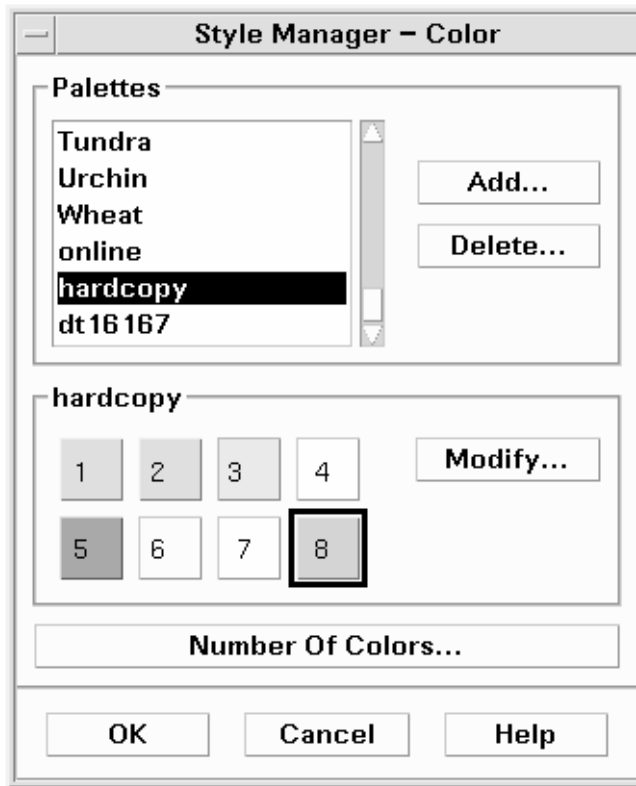 Style Manager – Color
Palettes
Tundra
Urchin
Wheat
online
hardcopy
dt16167
Add...
Delete...
hardcopy
1 2 3 4
5 6 7 8
Modify...
Number Of Colors...
OK Cancel Help